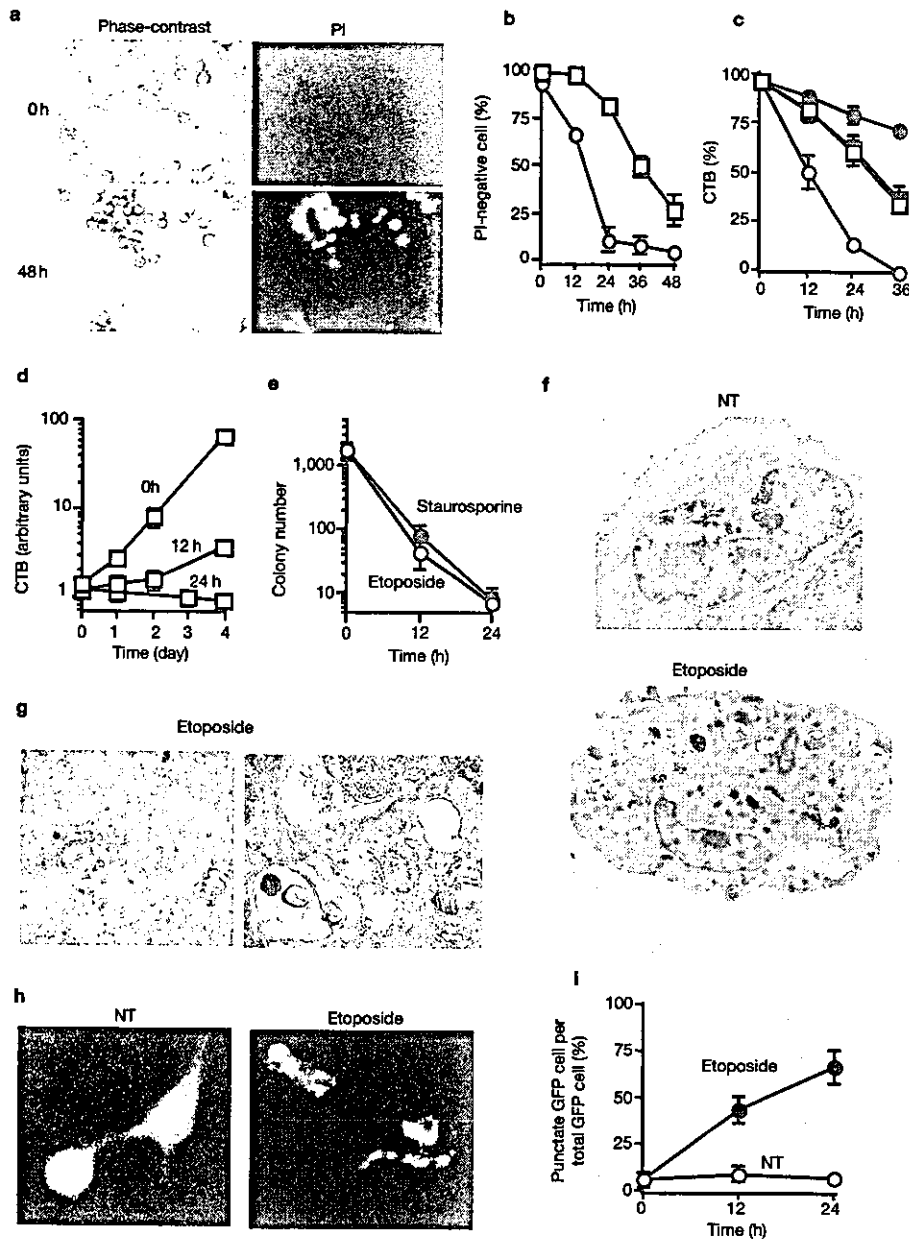 a
Phase-contrast
PI
0h
48h
b
PI-negative cell (%)
100
75
50
25
0
0 12 24 36 48
Time (h)
c
CTB (%)
100
75
50
25
0
0 12 24 36
Time (h)
d
CTB (arbitrary units)
100
10
1
0h
12 h
24 h
0 1 2 3 4
Time (day)
e
Colony number
1,000
100
10
Staurosporine
Etoposide
0 12 24
Time (h)
f
NT
Etoposide
g
Etoposide
h
NT
Etoposide
i
Punctate GFP cell per
total GFP cell (%)
100
75
50
25
0
Etoposide
NT
0 12 24
Time (h)